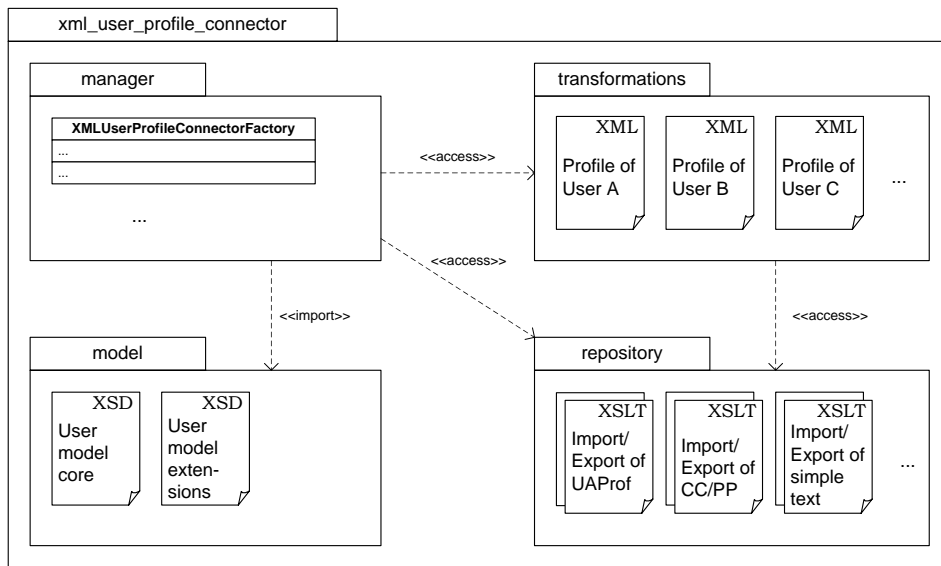 xml_user_profile_connector
manager
XMLUserProfileConnectorFactory
...
...
...
<<access>>
transformations
XML
Profile of
User A
XML
Profile of
User B
XML
Profile of
User C
...
<<access>>
<<import>>
<<access>>
model
XSD
User
model
core
XSD
User
model
exten-
sions
repository
XSLT
Import/
Export of
UAProf
XSLT
Import/
Export of
CC/PP
XSLT
Import/
Export of
simple
text
...